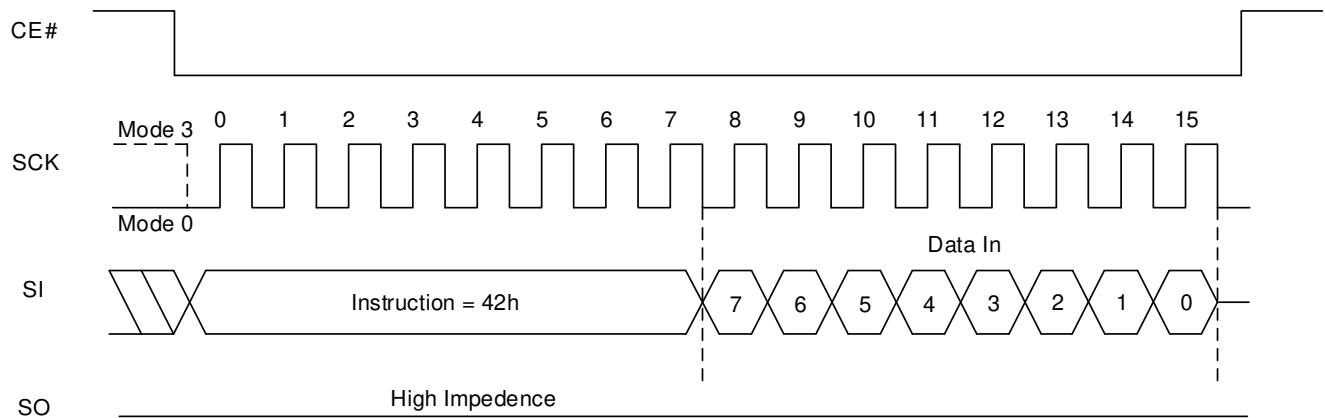 CE#
0 1 2 3 4 5 6 7 8 9 10 11 12 13 14 15
Mode 3
SCK
Mode 0
Data In
SI
Instruction = 42h
7 6 5 4 3 2 1 0
High Impedence
SO